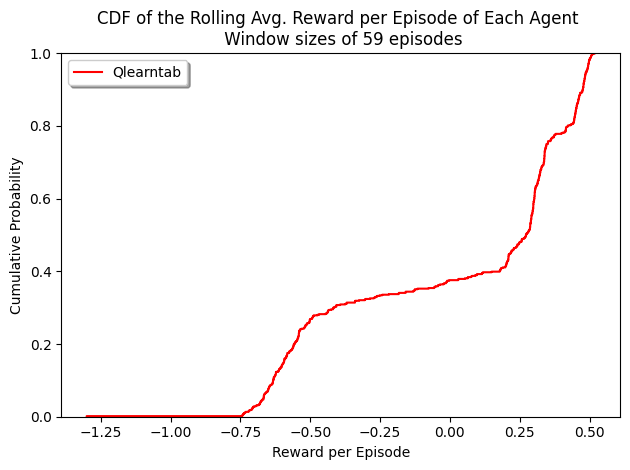 CDF of the Rolling Avg. Reward per Episode of Each Agent
Window sizes of 59 episodes
Qlearntab
1.0
0.8
0.6
0.4
0.2
0.0
Cumulative Probability
−1.25 −1.00 −0.75 −0.50 −0.25 0.00 0.25 0.50
Reward per Episode